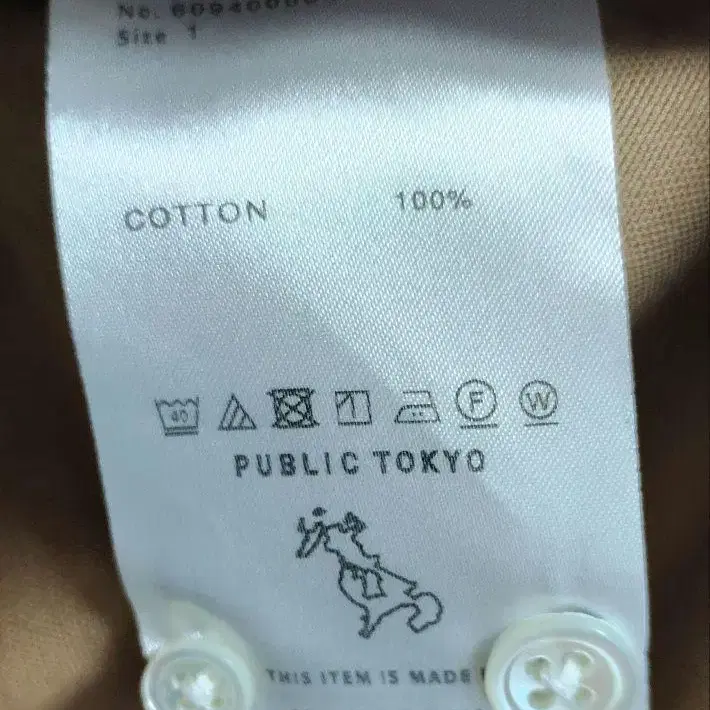 Size 1
COTTON 100%
40 F W
PUBLIC TOKYO
THIS ITEM IS MADE